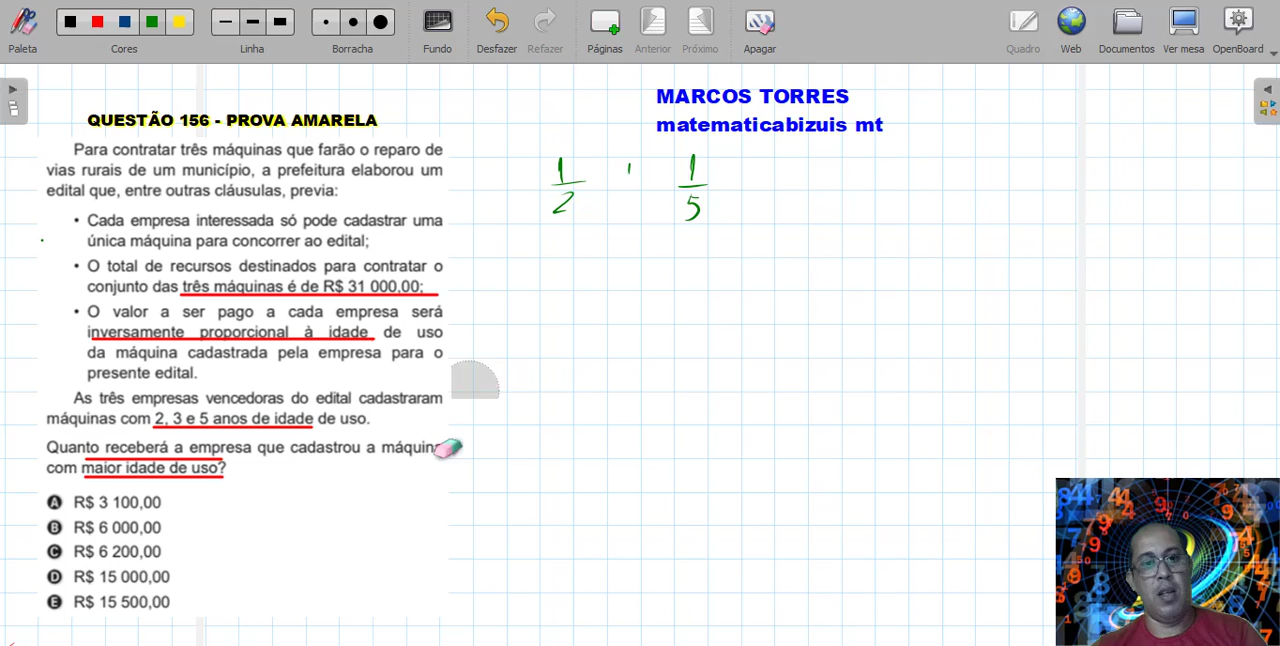 Paleta
Cores
Linha
Borracha
Fundo
Desfazer
Refazer
Páginas
Anterior
Próximo
Apagar
Quadro
Web
Documentos
Ver mesa
OpenBoard
MARCOS TORRES
matematicabizuis mt
QUESTÃO 156 - PROVA AMARELA
Para contratar três máquinas que farão o reparo de
vias rurais de um município, a prefeitura elaborou um
edital que, entre outras cláusulas, previa:
• Cada empresa interessada só pode cadastrar uma
única máquina para concorrer ao edital;
• O total de recursos destinados para contratar o
conjunto das três máquinas é de R$ 31 000,00;
• O valor a ser pago a cada empresa será
inversamente proporcional à idade de uso
da máquina cadastrada pela empresa para o
presente edital.
As três empresas vencedoras do edital cadastraram
máquinas com 2, 3 e 5 anos de idade de uso.
Quanto receberá a empresa que cadastrou a máquina
com maior idade de uso?
A R$ 3 100,00
B R$ 6 000,00
C R$ 6 200,00
D R$ 15 000,00
E R$ 15 500,00
1/2 1/5